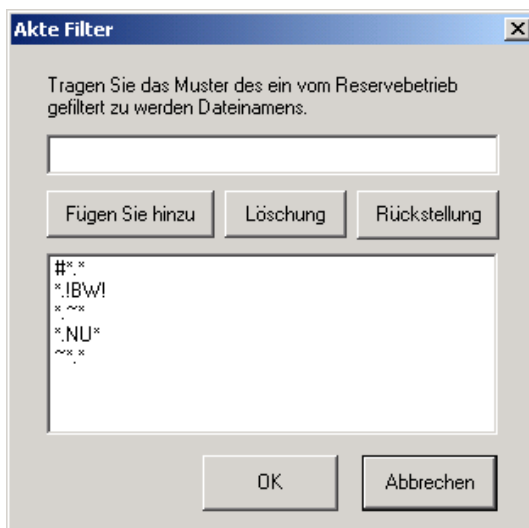 Akte Filter
Tragen Sie das Muster des ein vom Reservebetrieb
gefiltert zu werden Dateinamens.
Fügen Sie hinzu Löschung Rückstellung
#*.*
*.!BW!
*.~*
*.NU*
~*.*
OK Abbrechen